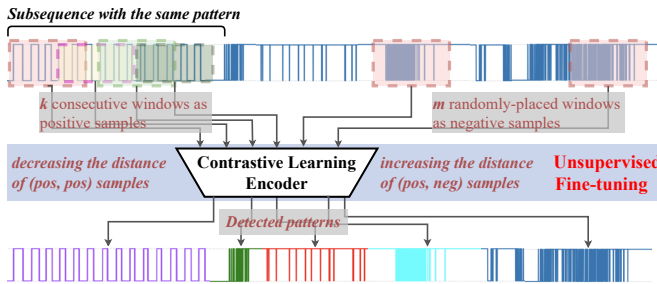 Subsequence with the same pattern
k consecutive windows as
positive samples
m randomly-placed windows
as negative samples
decreasing the distance
of (pos, pos) samples
Contrastive Learning
Encoder
increasing the distance
of (pos, neg) samples
Unsupervised
Fine-tuning
Detected patterns